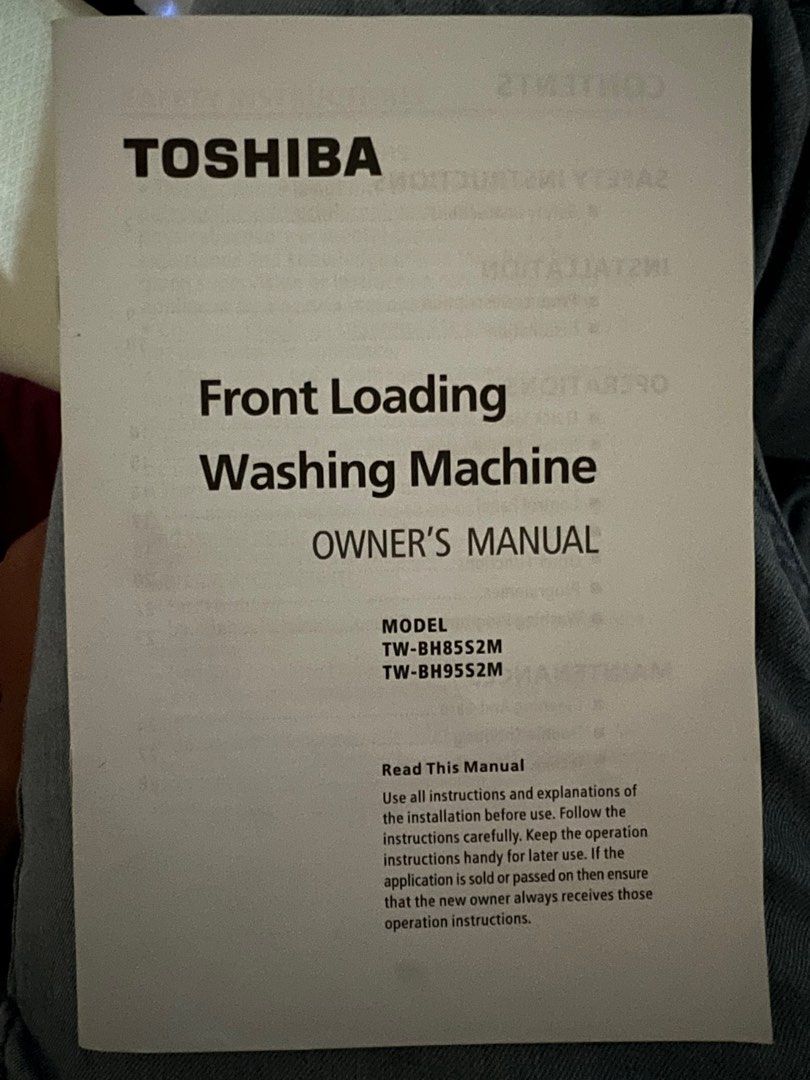 TOSHIBA
Front Loading
Washing Machine
OWNER'S MANUAL
MODEL
TW-BH85S2M
TW-BH95S2M
Read This Manual
Use all instructions and explanations of
the installation before use. Follow the
instructions carefully. Keep the operation
instructions handy for later use. If the
application is sold or passed on then ensure
that the new owner always receives those
operation instructions.